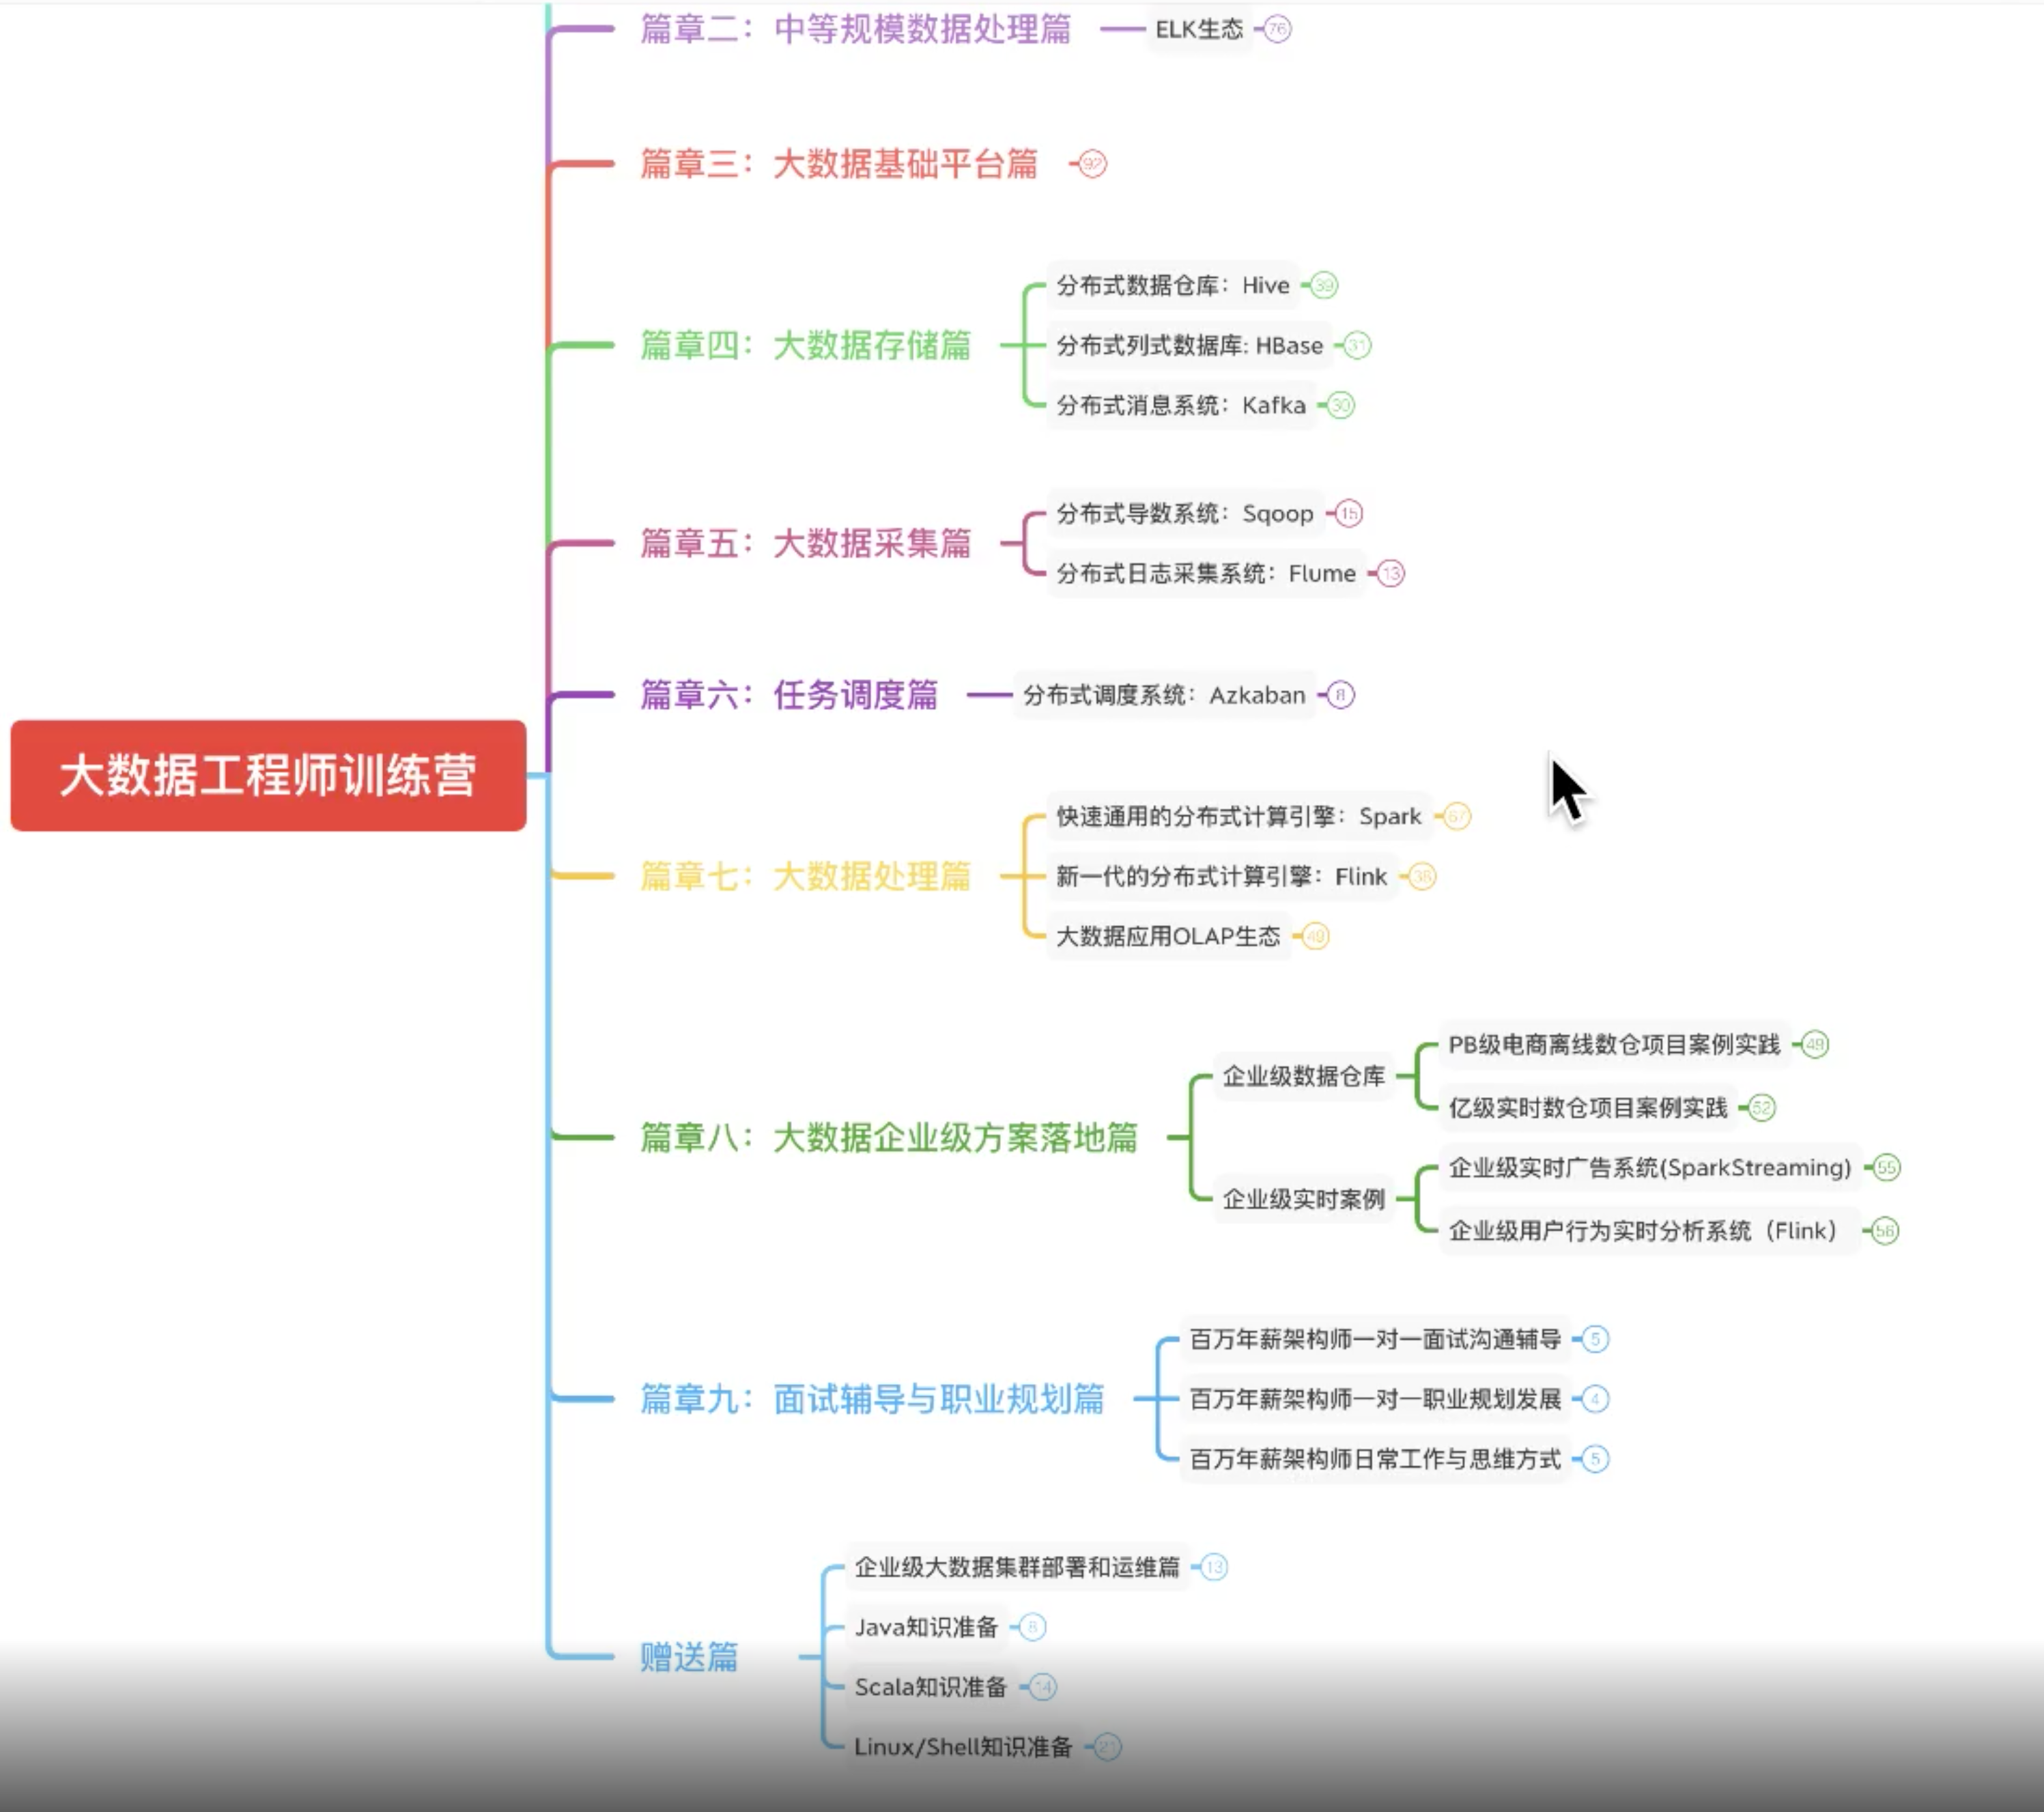 篇章二：中等规模数据处理篇 ELK生态 76
篇章三：大数据基础平台篇 92
分布式数据仓库：Hive 39
篇章四：大数据存储篇
分布式列式数据库: HBase 31
分布式消息系统：Kafka 30
分布式导数系统：Sqoop 15
篇章五：大数据采集篇
分布式日志采集系统：Flume 13
篇章六：任务调度篇 分布式调度系统：Azkaban 8
大数据工程师训练营
快速通用的分布式计算引擎：Spark 67
篇章七：大数据处理篇
新一代的分布式计算引擎：Flink 38
大数据应用OLAP生态 49
篇章八：大数据企业级方案落地篇
企业级数据仓库
PB级电商离线数仓项目案例实践 49
亿级实时数仓项目案例实践 52
企业级实时案例
企业级实时广告系统(SparkStreaming) 55
企业级用户行为实时分析系统（Flink） 56
百万年薪架构师一对一面试沟通辅导 5
篇章九：面试辅导与职业规划篇
百万年薪架构师一对一职业规划发展 4
百万年薪架构师日常工作与思维方式 5
赠送篇
企业级大数据集群部署和运维篇 13
Java知识准备 8
Scala知识准备 14
Linux/Shell知识准备 21